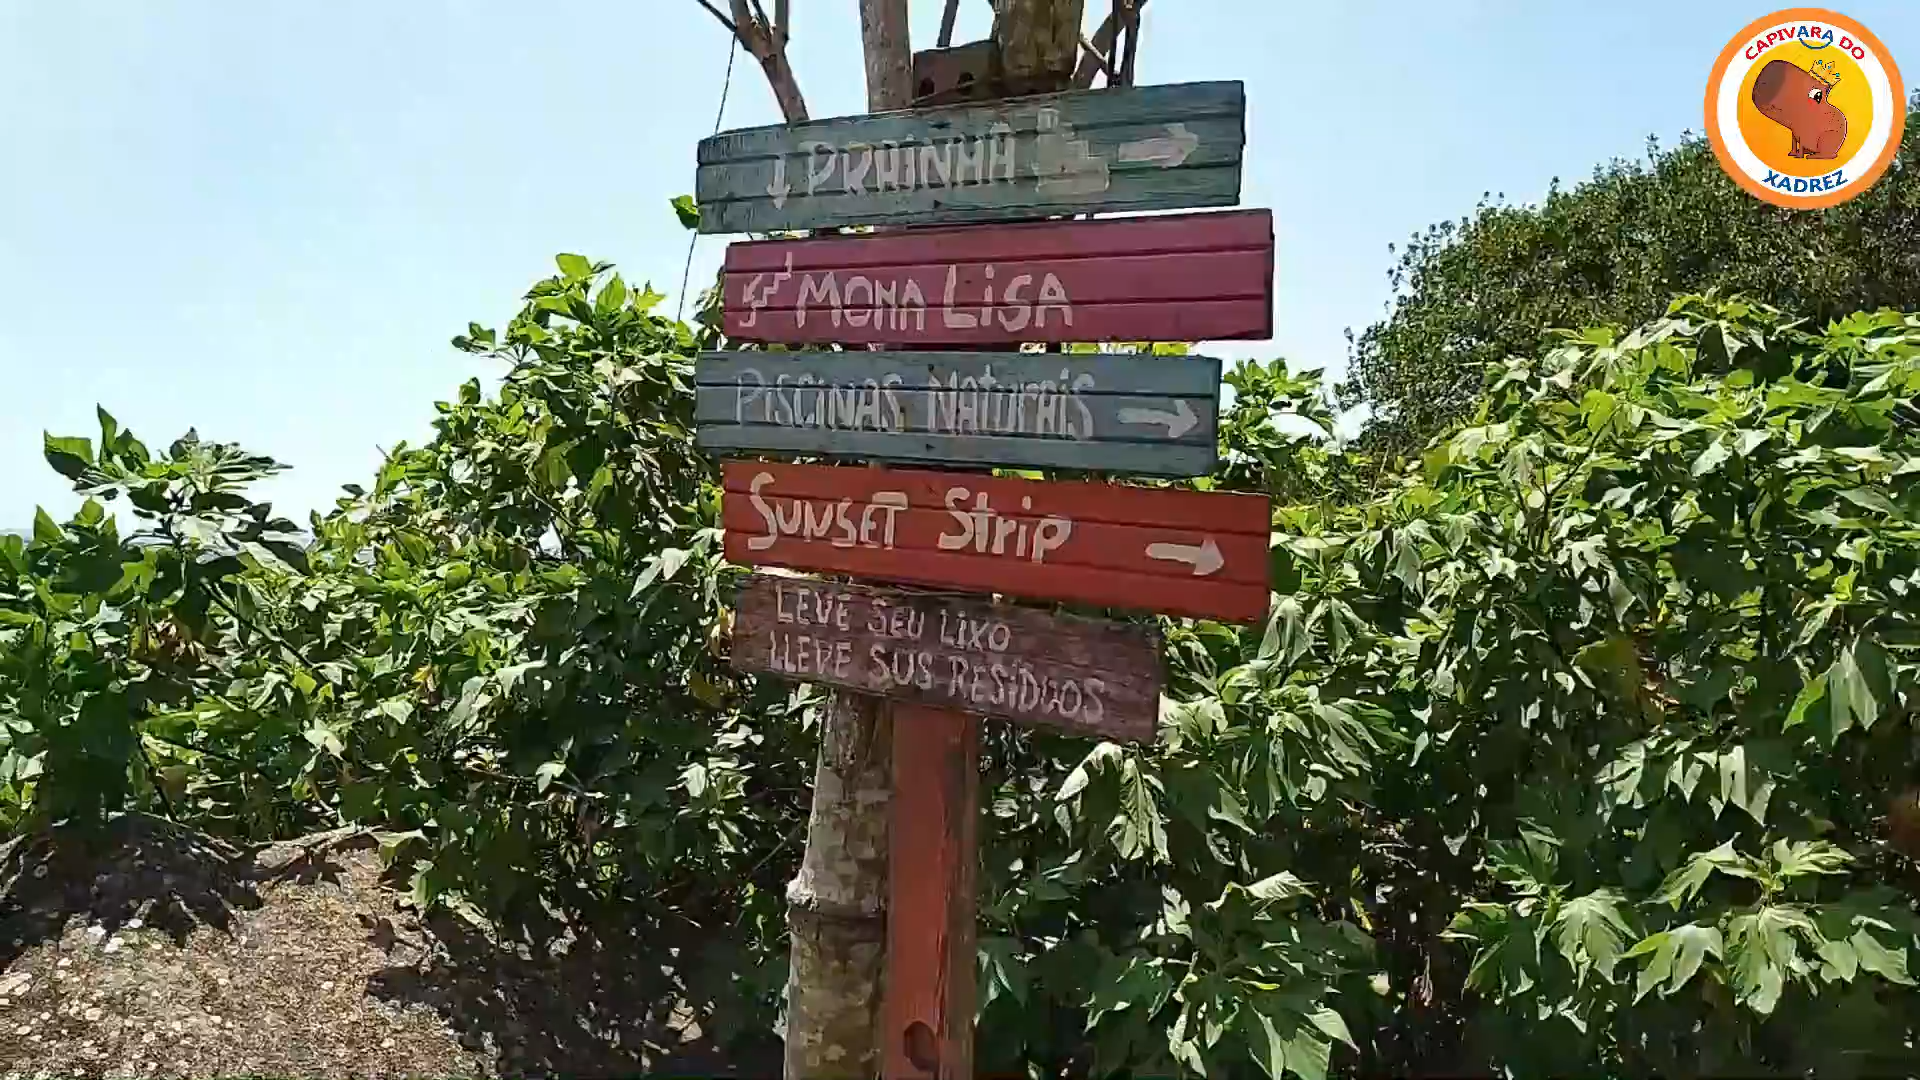 PRAINHA
MONA LiSA
PiSCiNAS NATURAiS
SUNSET Strip
LEVE SEU LIXO
LLEVE SUS RESiDUOS
CAPIVARA DO
XADREZ